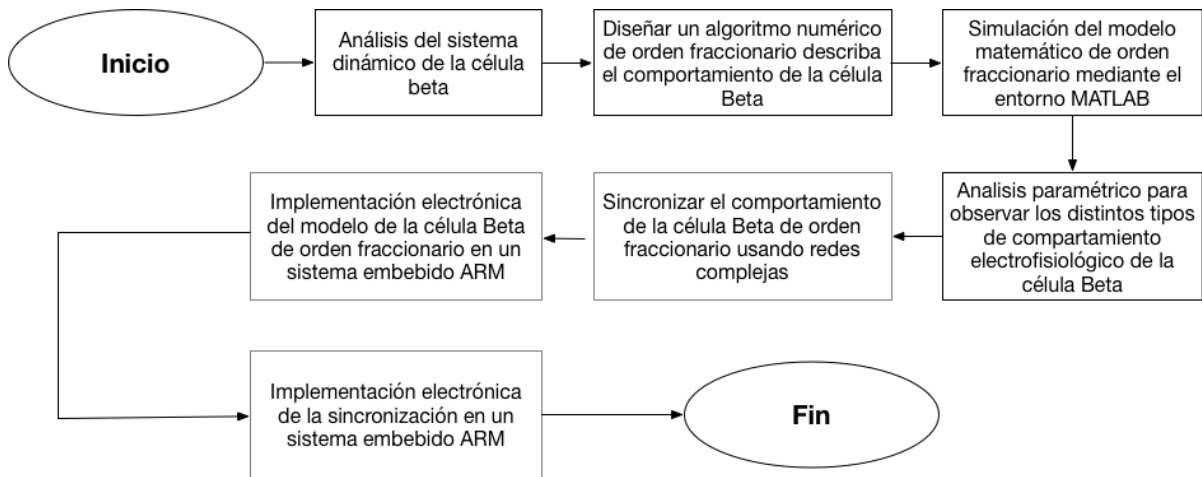 Inicio
Análisis del sistema
dinámico de la célula
beta
Diseñar un algoritmo numérico
de orden fraccionario describa
el comportamiento de la célula
Beta
Simulación del modelo
matemático de orden
fraccionario mediante el
entorno MATLAB
Analisis paramétrico para
observar los distintos tipos
de compartamiento
electrofisiológico de la
célula Beta
Sincronizar el comportamiento
de la célula Beta de orden
fraccionario usando redes
complejas
Implementación electrónica
del modelo de la célula Beta
de orden fraccionario en un
sistema embebido ARM
Implementación electrónica
de la sincronización en un
sistema embebido ARM
Fin